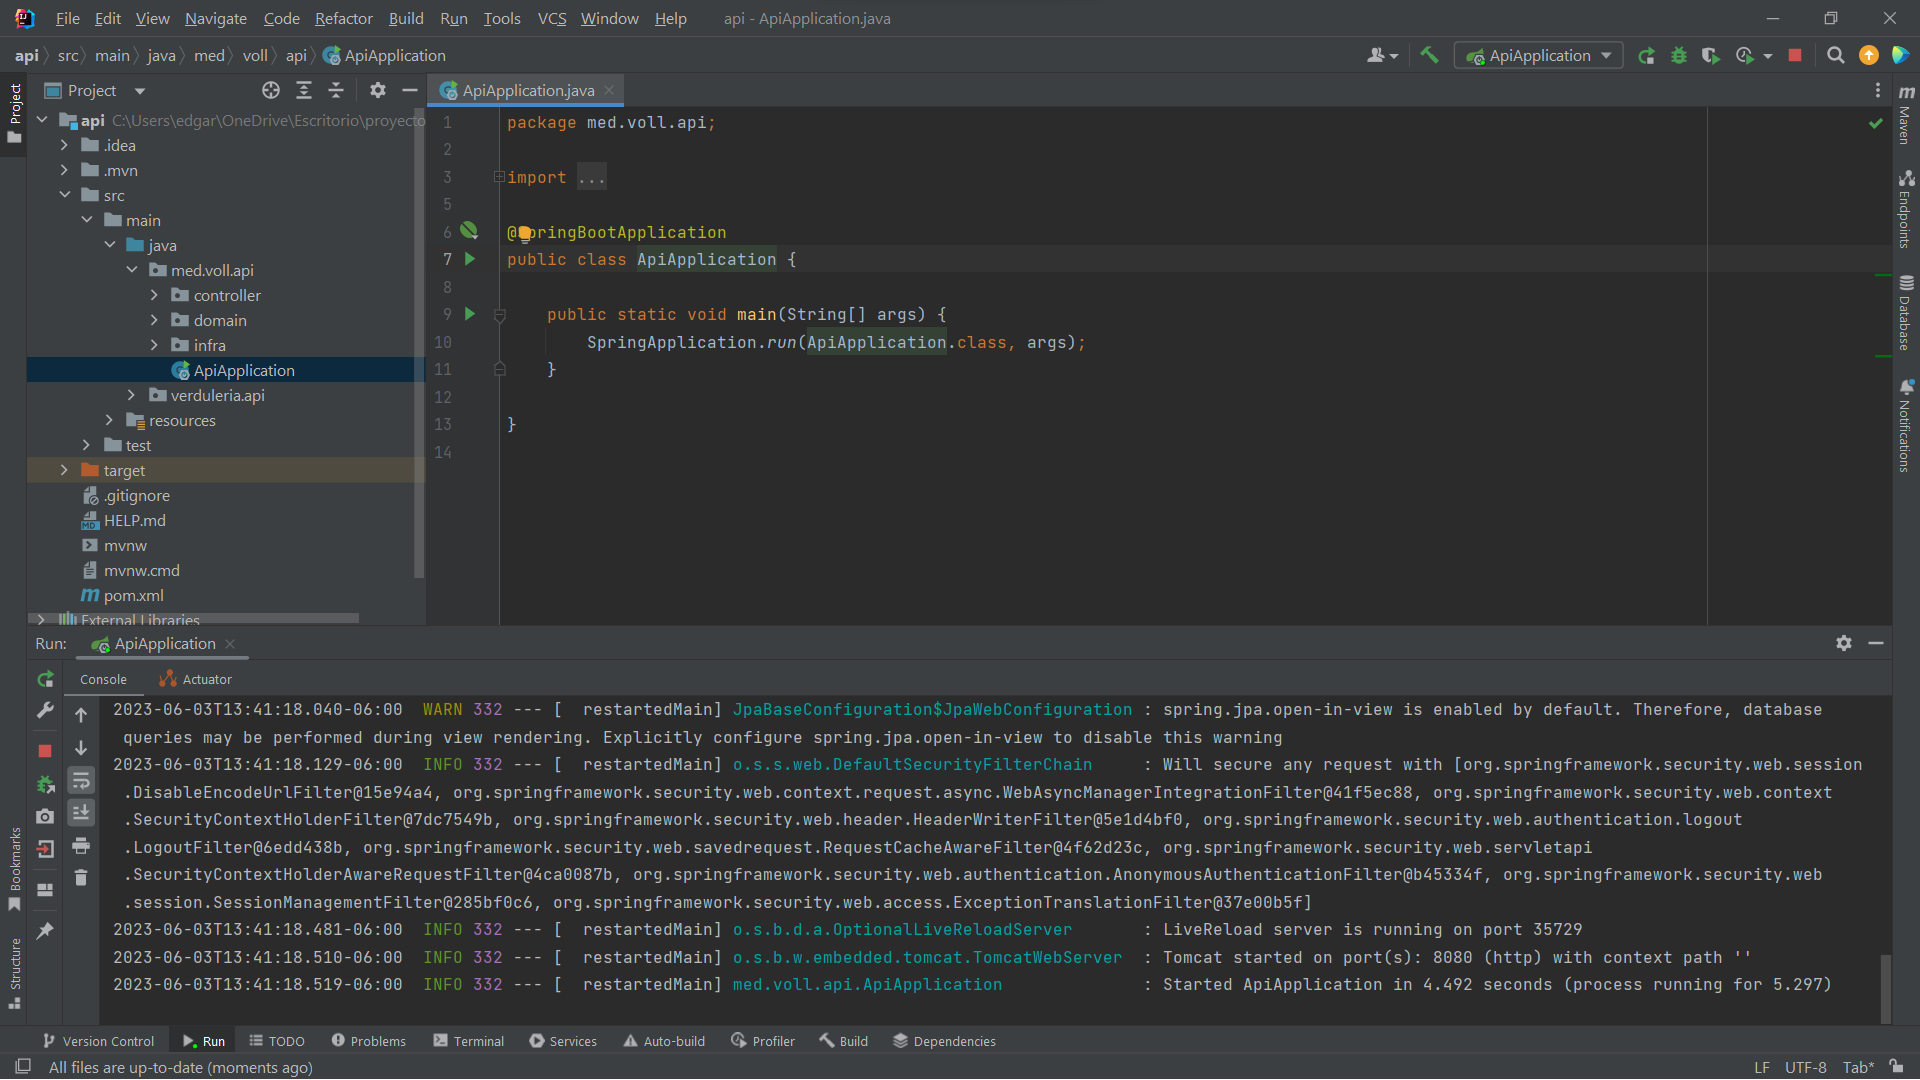 File Edit View Navigate Code Refactor Build Run Tools VCS Window Help api - ApiApplication.java
api src main java med voll api ApiApplication
ApiApplication
Project
Project
ApiApplication.java
api C:\Users\edgar\OneDrive\Escritorio\proyecto
.idea
.mvn
src
main
java
med.voll.api
controller
domain
infra
ApiApplication
verduleria.api
resources
test
target
.gitignore
HELP.md
mvnw
mvnw.cmd
pom.xml
External Libraries
1 package med.voll.api;
2
3 import ...
5
6 @SpringBootApplication
7 public class ApiApplication {
8
9 public static void main(String[] args) {
10 SpringApplication.run(ApiApplication.class, args);
11 }
12
13 }
14
Maven
Endpoints
Database
Notifications
Run: ApiApplication
Console Actuator
2023-06-03T13:41:18.040-06:00 WARN 332 --- [ restartedMain] JpaBaseConfiguration$JpaWebConfiguration : spring.jpa.open-in-view is enabled by default. Therefore, database
queries may be performed during view rendering. Explicitly configure spring.jpa.open-in-view to disable this warning
2023-06-03T13:41:18.129-06:00 INFO 332 --- [ restartedMain] o.s.s.web.DefaultSecurityFilterChain : Will secure any request with [org.springframework.security.web.session
.DisableEncodeUrlFilter@15e94a4, org.springframework.security.web.context.request.async.WebAsyncManagerIntegrationFilter@41f5ec88, org.springframework.security.web.context
.SecurityContextHolderFilter@7dc7549b, org.springframework.security.web.header.HeaderWriterFilter@5e1d4bf0, org.springframework.security.web.authentication.logout
.LogoutFilter@6edd438b, org.springframework.security.web.savedrequest.RequestCacheAwareFilter@4f62d23c, org.springframework.security.web.servletapi
.SecurityContextHolderAwareRequestFilter@4ca0087b, org.springframework.security.web.authentication.AnonymousAuthenticationFilter@b45334f, org.springframework.security.web
.session.SessionManagementFilter@285bf0c6, org.springframework.security.web.access.ExceptionTranslationFilter@37e00b5f]
2023-06-03T13:41:18.481-06:00 INFO 332 --- [ restartedMain] o.s.b.d.a.OptionalLiveReloadServer : LiveReload server is running on port 35729
2023-06-03T13:41:18.510-06:00 INFO 332 --- [ restartedMain] o.s.b.w.embedded.tomcat.TomcatWebServer : Tomcat started on port(s): 8080 (http) with context path ''
2023-06-03T13:41:18.519-06:00 INFO 332 --- [ restartedMain] med.voll.api.ApiApplication : Started ApiApplication in 4.492 seconds (process running for 5.297)
Bookmarks
Structure
Version Control Run TODO Problems Terminal Services Auto-build Profiler Build Dependencies
All files are up-to-date (moments ago) LF UTF-8 Tab*